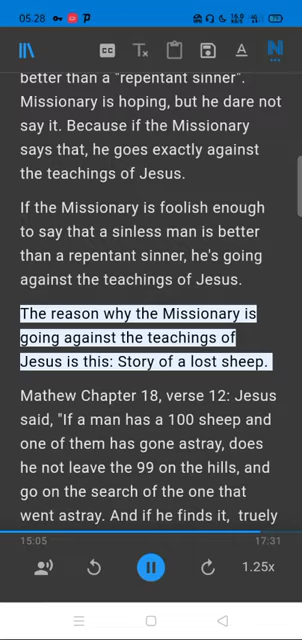 05.28
better than a "repentant sinner".
Missionary is hoping, but he dare not
say it. Because if the Missionary
says that, he goes exactly against
the teachings of Jesus.
If the Missionary is foolish enough
to say that a sinless man is better
than a repentant sinner, he's going
against the teachings of Jesus.
The reason why the Missionary is
going against the teachings of
Jesus is this: Story of a lost sheep.
Mathew Chapter 18, verse 12: Jesus
said, "If a man has a 100 sheep and
one of them has gone astray, does
he not leave the 99 on the hills, and
go on the search of the one that
went astray. And if he finds it, truely
15:05
17:31
1.25x